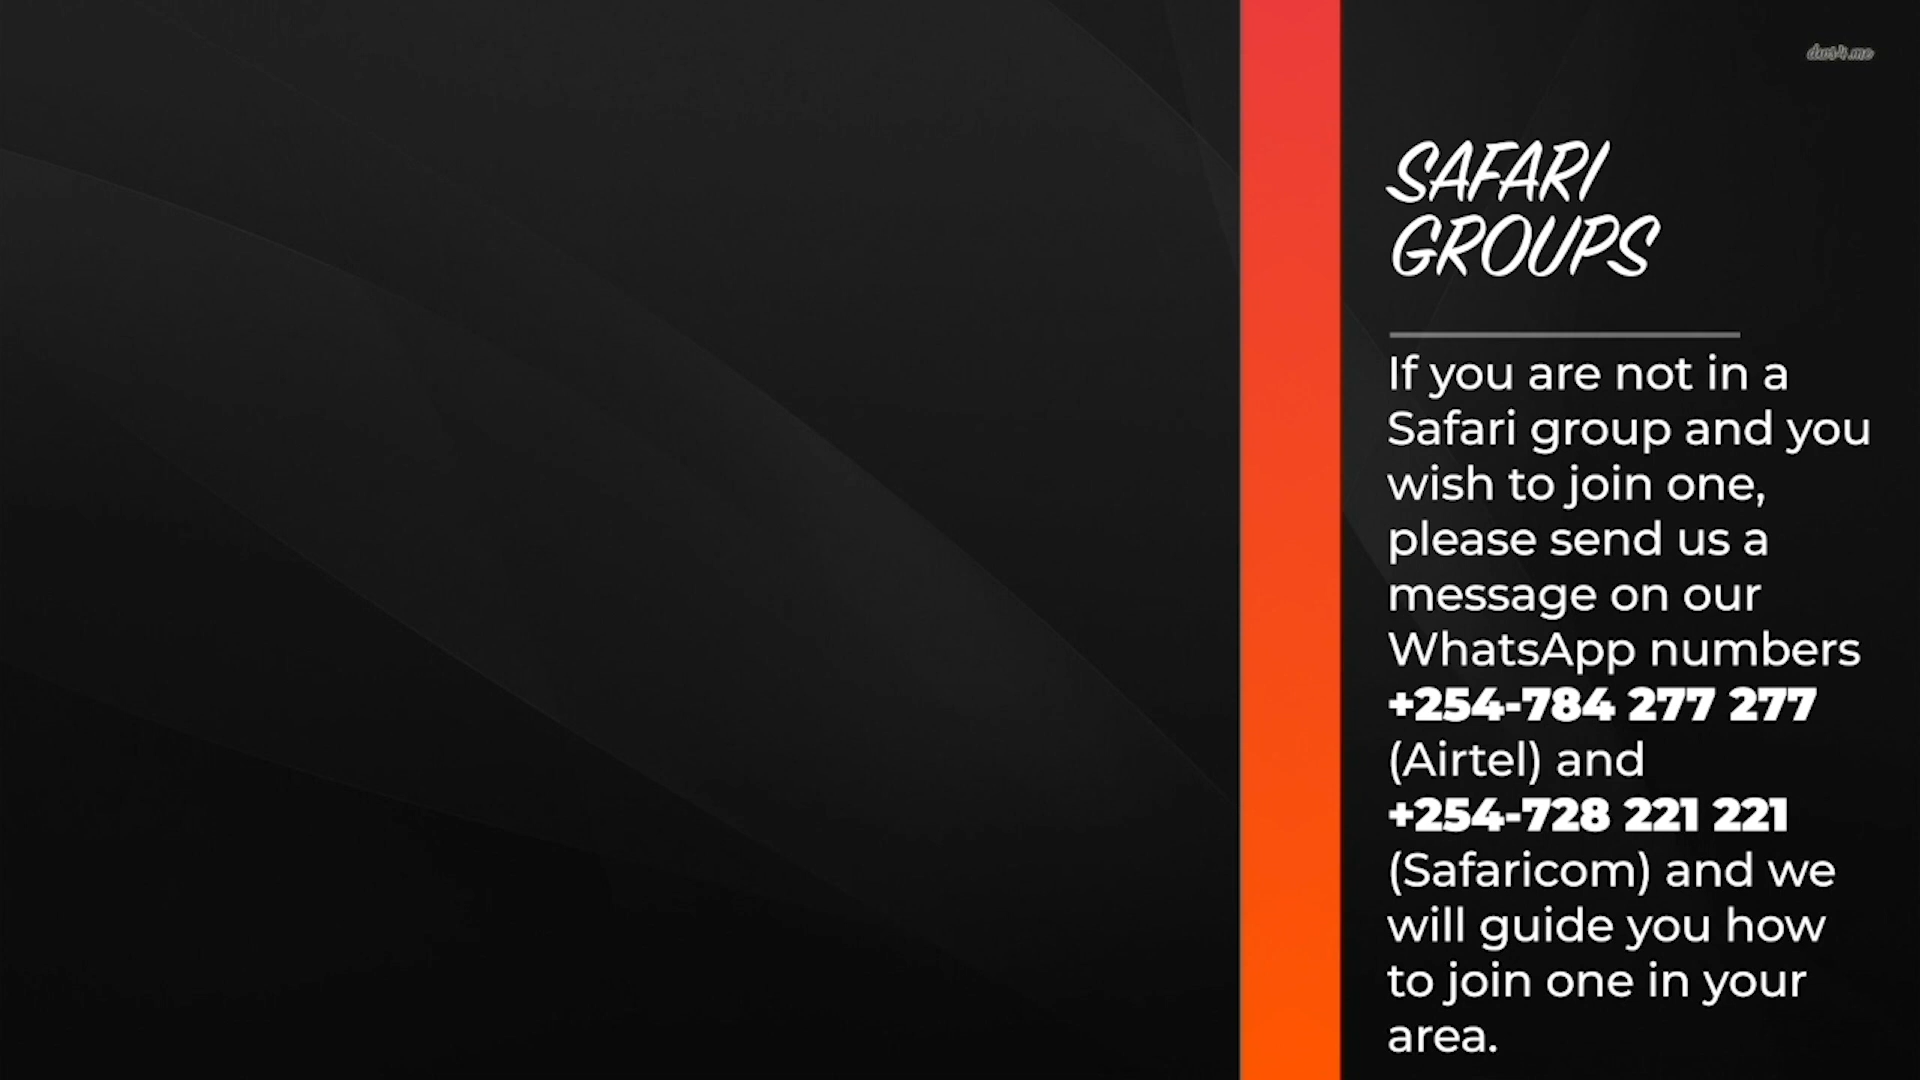 SAFARI
GROUPS
If you are not in a
Safari group and you
wish to join one,
please send us a
message on our
WhatsApp numbers
+254-784 277 277
(Airtel) and
+254-728 221 221
(Safaricom) and we
will guide you how
to join one in your
area.